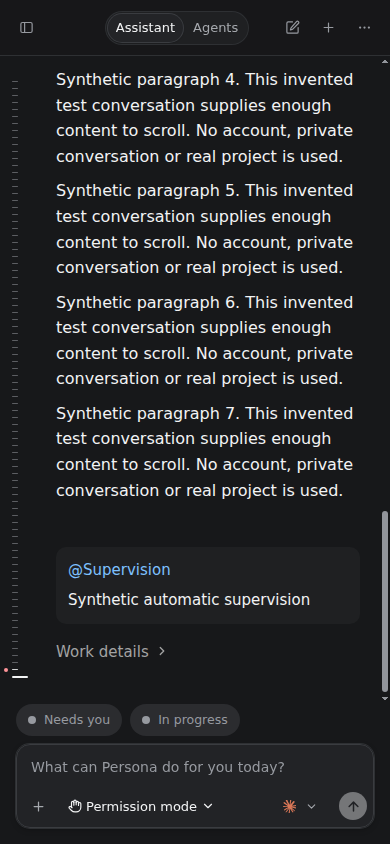 Assistant
Agents
Synthetic paragraph 4. This invented
test conversation supplies enough
content to scroll. No account, private
conversation or real project is used.
Synthetic paragraph 5. This invented
test conversation supplies enough
content to scroll. No account, private
conversation or real project is used.
Synthetic paragraph 6. This invented
test conversation supplies enough
content to scroll. No account, private
conversation or real project is used.
Synthetic paragraph 7. This invented
test conversation supplies enough
content to scroll. No account, private
conversation or real project is used.
@Supervision
Synthetic automatic supervision
Work details
Needs you
In progress
What can Persona do for you today?
Permission mode